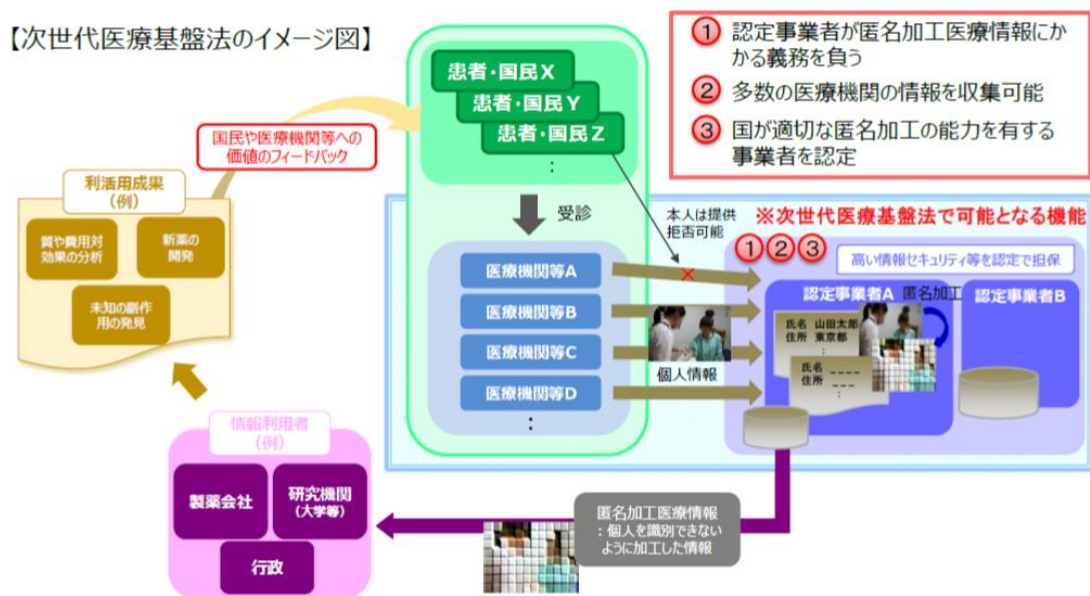 【次世代医療基盤法のイメージ図】
① 認定事業者が匿名加工医療情報にか
かる義務を負う
② 多数の医療機関の情報を収集可能
③ 国が適切な匿名加工の能力を有する
事業者を認定
患者・国民X
患者・国民Y
患者・国民Z
:
国民や医療機関等への
価値のフィードバック
利活用成果
(例)
質や費用対
効果の分析
新薬の
開発
未知の副作
用の発見
受診
本人は提供
拒否可能
※次世代医療基盤法で可能となる機能
① ② ③
高い情報セキュリティ等を認定で担保
医療機関等A
医療機関等B
医療機関等C
医療機関等D
:
個人情報
認定事業者A
匿名加工
認定事業者B
氏名 山田太郎
住所 東京都
:
氏名 ----
住所 ---
:
情報利用者
(例)
製薬会社
研究機関
(大学等)
行政
匿名加工医療情報
:個人を識別できない
ように加工した情報